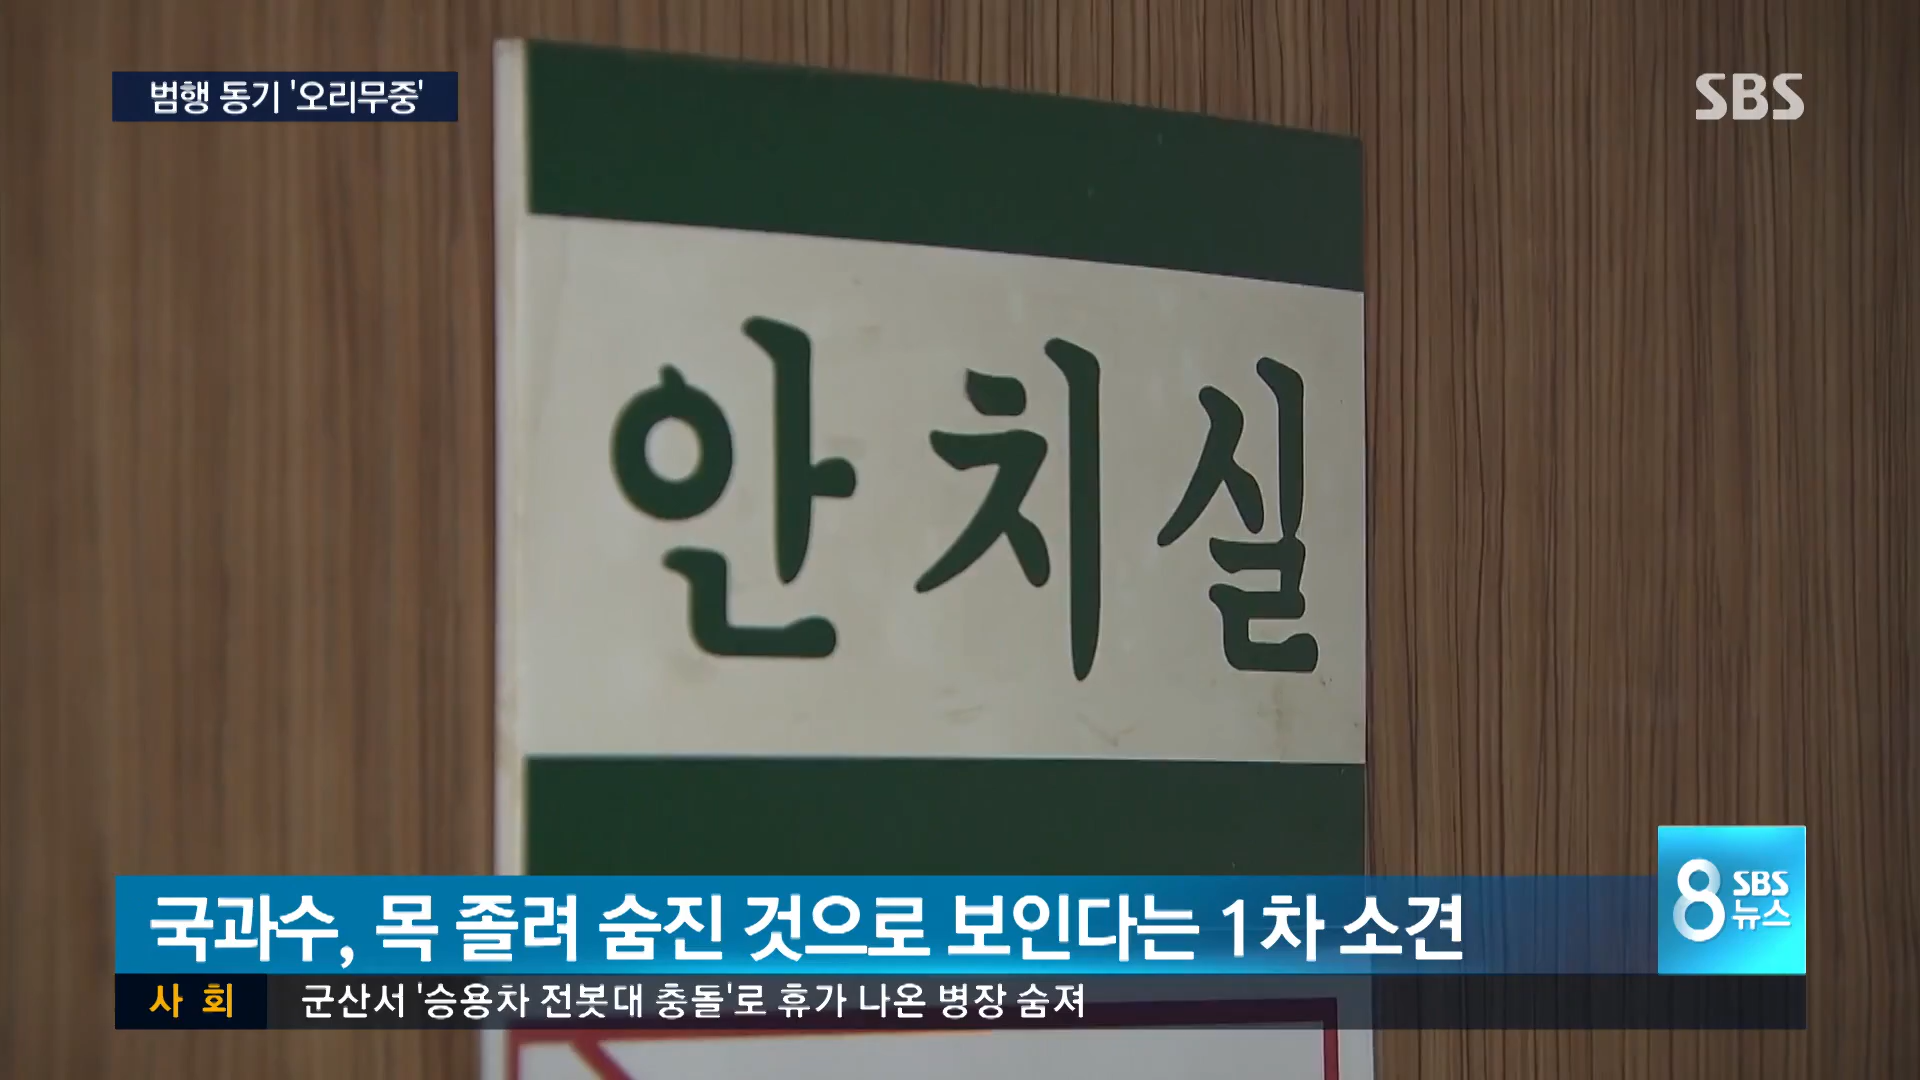 범행 동기 '오리무중'
SBS
안치실
국과수, 목 졸려 숨진 것으로 보인다는 1차 소견
8 SBS 뉴스
사 회
군산서 '승용차 전봇대 충돌'로 휴가 나온 병장 숨져